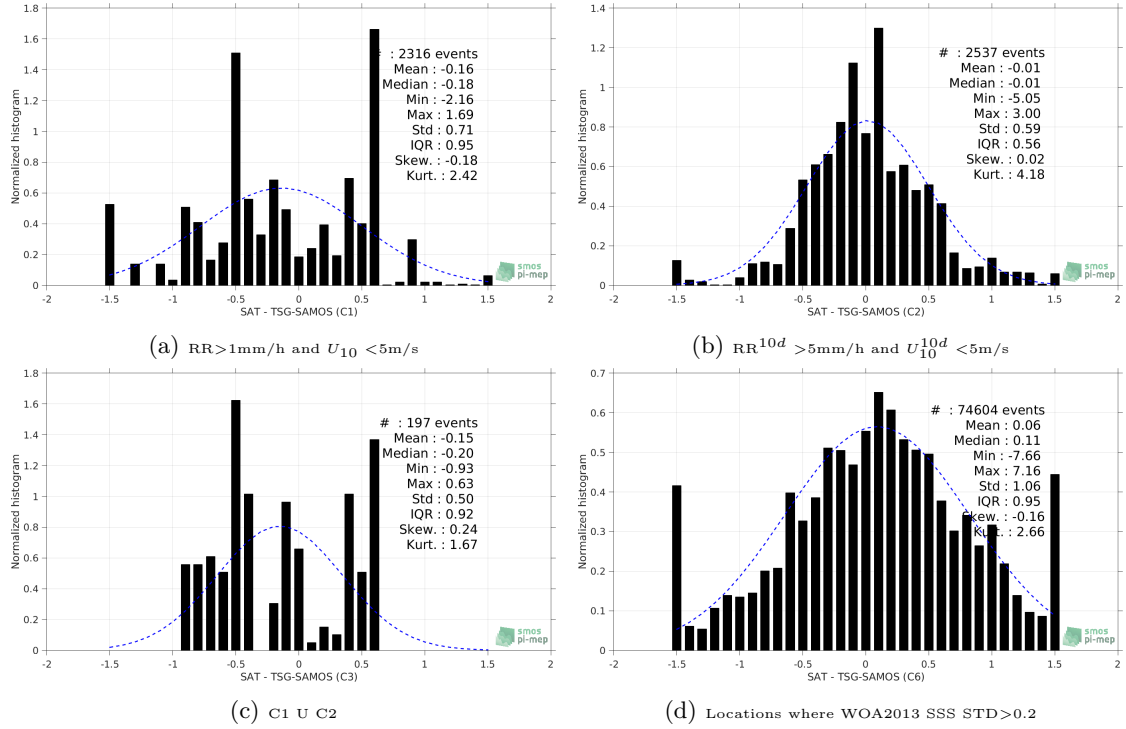 1.8
1.6
1.4
1.2
1
0.8
0.6
0.4
0.2
0
Normalized histogram
-2 -1.5 -1 -0.5 0 0.5 1 1.5 2
SAT - TSG-SAMOS (C1)
# : 2316 events
Mean : -0.16
Median : -0.18
Min : -2.16
Max : 1.69
Std : 0.71
IQR : 0.95
Skew. : -0.18
Kurt. : 2.42
smos
pi-mep
(a) RR>1mm/h and U10 <5m/s
1.4
1.2
1
0.8
0.6
0.4
0.2
0
Normalized histogram
-2 -1.5 -1 -0.5 0 0.5 1 1.5 2
SAT - TSG-SAMOS (C2)
# : 2537 events
Mean : -0.01
Median : -0.01
Min : -5.05
Max : 3.00
Std : 0.59
IQR : 0.56
Skew. : 0.02
Kurt. : 4.18
smos
pi-mep
(b) RR10d >5mm/h and U10d10 <5m/s
1.8
1.6
1.4
1.2
1
0.8
0.6
0.4
0.2
0
Normalized histogram
-2 -1.5 -1 -0.5 0 0.5 1 1.5 2
SAT - TSG-SAMOS (C3)
# : 197 events
Mean : -0.15
Median : -0.20
Min : -0.93
Max : 0.63
Std : 0.50
IQR : 0.92
Skew. : 0.24
Kurt. : 1.67
smos
pi-mep
(c) C1 U C2
0.7
0.6
0.5
0.4
0.3
0.2
0.1
0
Normalized histogram
-2 -1.5 -1 -0.5 0 0.5 1 1.5 2
SAT - TSG-SAMOS (C6)
# : 74604 events
Mean : 0.06
Median : 0.11
Min : -7.66
Max : 7.16
Std : 1.06
IQR : 0.95
Skew. : -0.16
Kurt. : 2.66
smos
pi-mep
(d) Locations where WOA2013 SSS STD>0.2